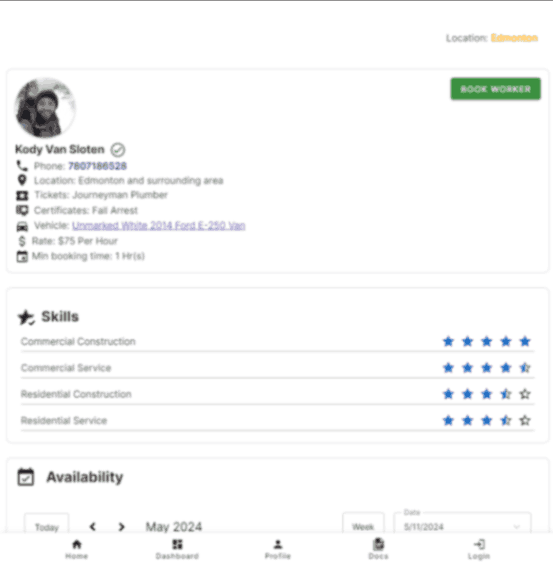 Location: Edmonton
BOOK WORKER
Kody Van Sloten
Phone: 7807186528
Location: Edmonton and surrounding area
Tickets: Journeyman Plumber
Certificates: Fall Arrest
Vehicle: Unmarked White 2014 Ford E-250 Van
Rate: $75 Per Hour
Min booking time: 1 Hr(s)
Skills
Commercial Construction
Commercial Service
Residential Construction
Residential Service
Availability
Today
May 2024
Week
Date
5/11/2024
Home
Dashboard
Profile
Docs
Login